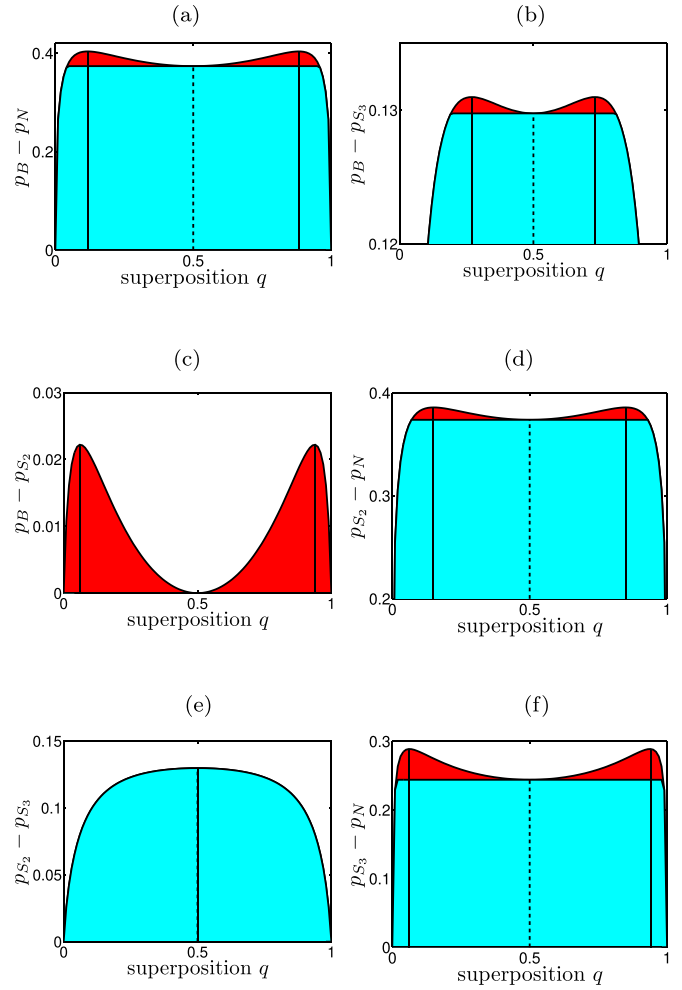 (a)
0.4
0.2
0
p_B − p_N
0
0.5
1
superposition q
(b)
0.13
0.12
p_B − p_{S_3}
0
0.5
1
superposition q
(c)
0.03
0.02
0.01
0
p_B − p_{S_2}
0
0.5
1
superposition q
(d)
0.4
0.3
0.2
p_{S_2} − p_N
0
0.5
1
superposition q
(e)
0.15
0.1
0.05
0
p_{S_2} − p_{S_3}
0
0.5
1
superposition q
(f)
0.3
0.2
0.1
0
p_{S_3} − p_N
0
0.5
1
superposition q